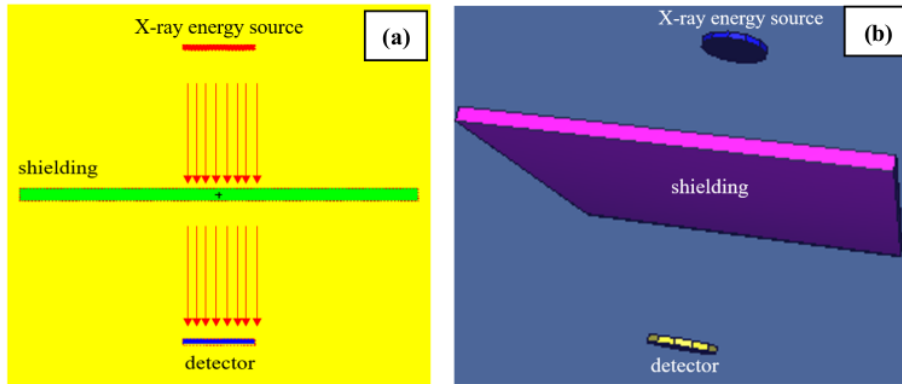 X-ray energy source
(a)
shielding
detector
X-ray energy source
(b)
shielding
detector